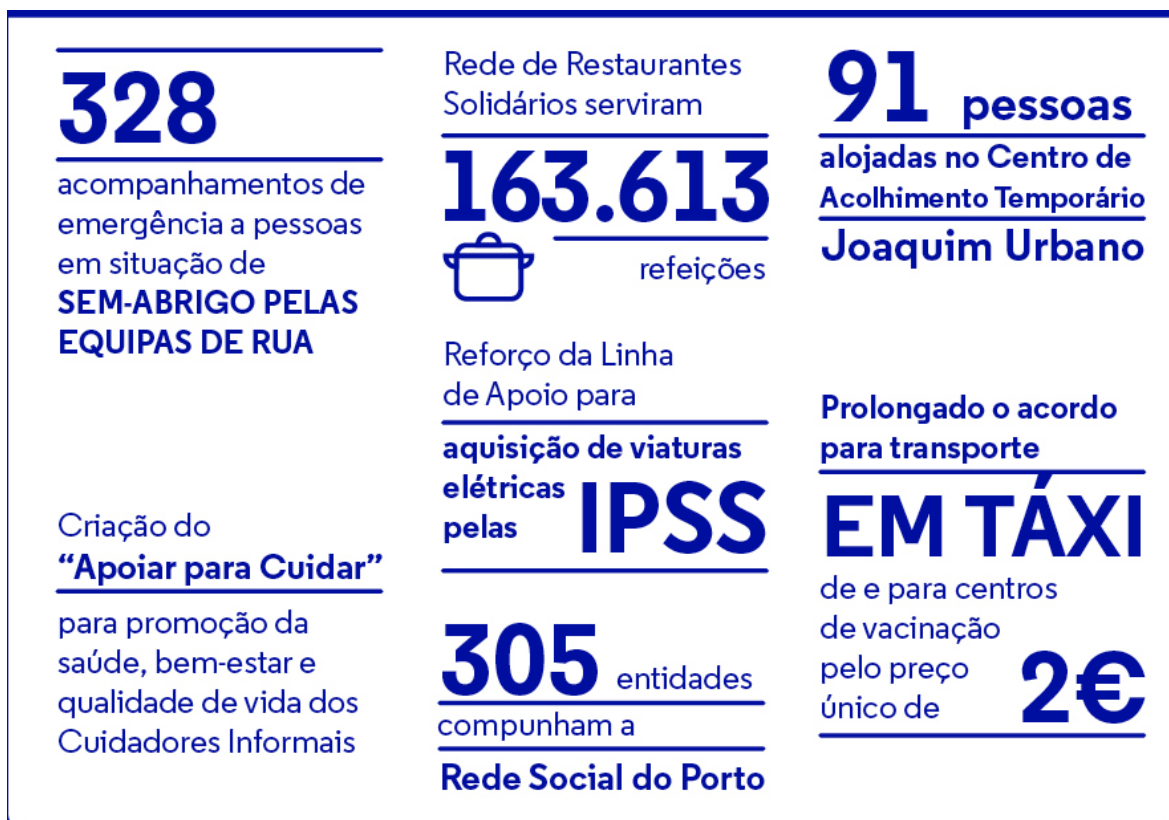 328
acompanhamentos de
emergência a pessoas
em situação de
SEM-ABRIGO PELAS
EQUIPAS DE RUA
Criação do
“Apoiar para Cuidar”
para promoção da
saúde, bem-estar e
qualidade de vida dos
Cuidadores Informais
Rede de Restaurantes
Solidários serviram
163.613
refeições
Reforço da Linha
de Apoio para
aquisição de viaturas
elétricas
pelas IPSS
305 entidades
compunham a
Rede Social do Porto
91 pessoas
alojadas no Centro de
Acolhimento Temporário
Joaquim Urbano
Prolongado o acordo
para transporte
EM TÁXI
de e para centros
de vacinação
pelo preço
único de 2€